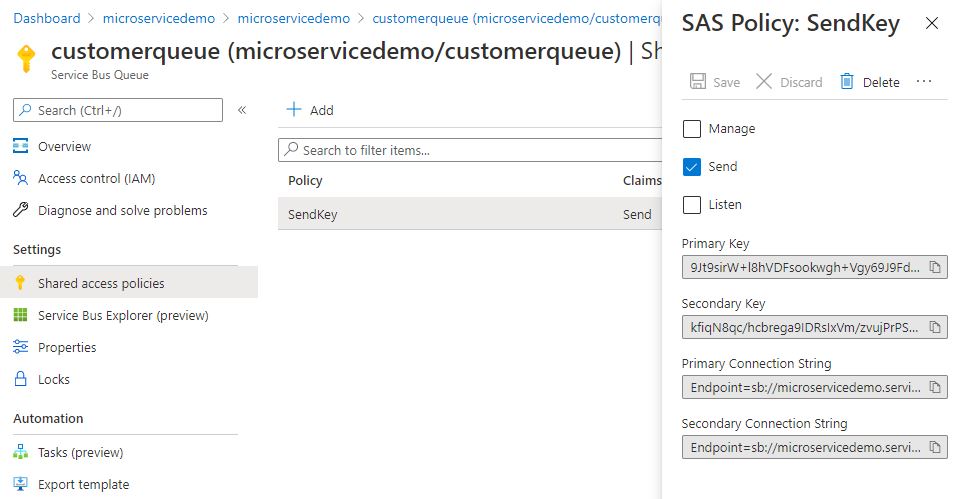 Dashboard > microservicedemo > microservicedemo > customerqueue (microservicedemo/customerqu
customerqueue (microservicedemo/customerqueue) | Sh
Service Bus Queue
Search (Ctrl+/)
«
Overview
Access control (IAM)
Diagnose and solve problems
Settings
Shared access policies
Service Bus Explorer (preview)
Properties
Locks
Automation
Tasks (preview)
Export template
Add
Search to filter items...
Policy Claims
SendKey Send
SAS Policy: SendKey
Save Discard Delete ...
Manage
Send
Listen
Primary Key
9Jt9sirW+I8hVDFsookwgh+Vgy69J9Fd...
Secondary Key
kfiqN8qc/hcbrega9IDRsIxVm/zvujPrPS...
Primary Connection String
Endpoint=sb://microservicedemo.servi...
Secondary Connection String
Endpoint=sb://microservicedemo.servi...